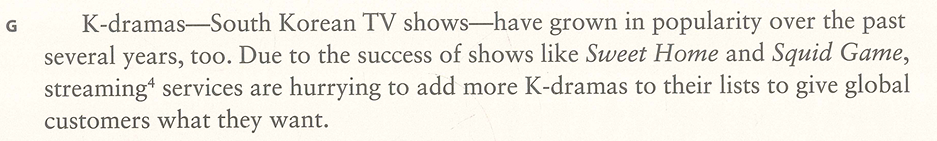 G K-dramas—South Korean TV shows—have grown in popularity over the past
several years, too. Due to the success of shows like Sweet Home and Squid Game,
streaming⁴ services are hurrying to add more K-dramas to their lists to give global
customers what they want.